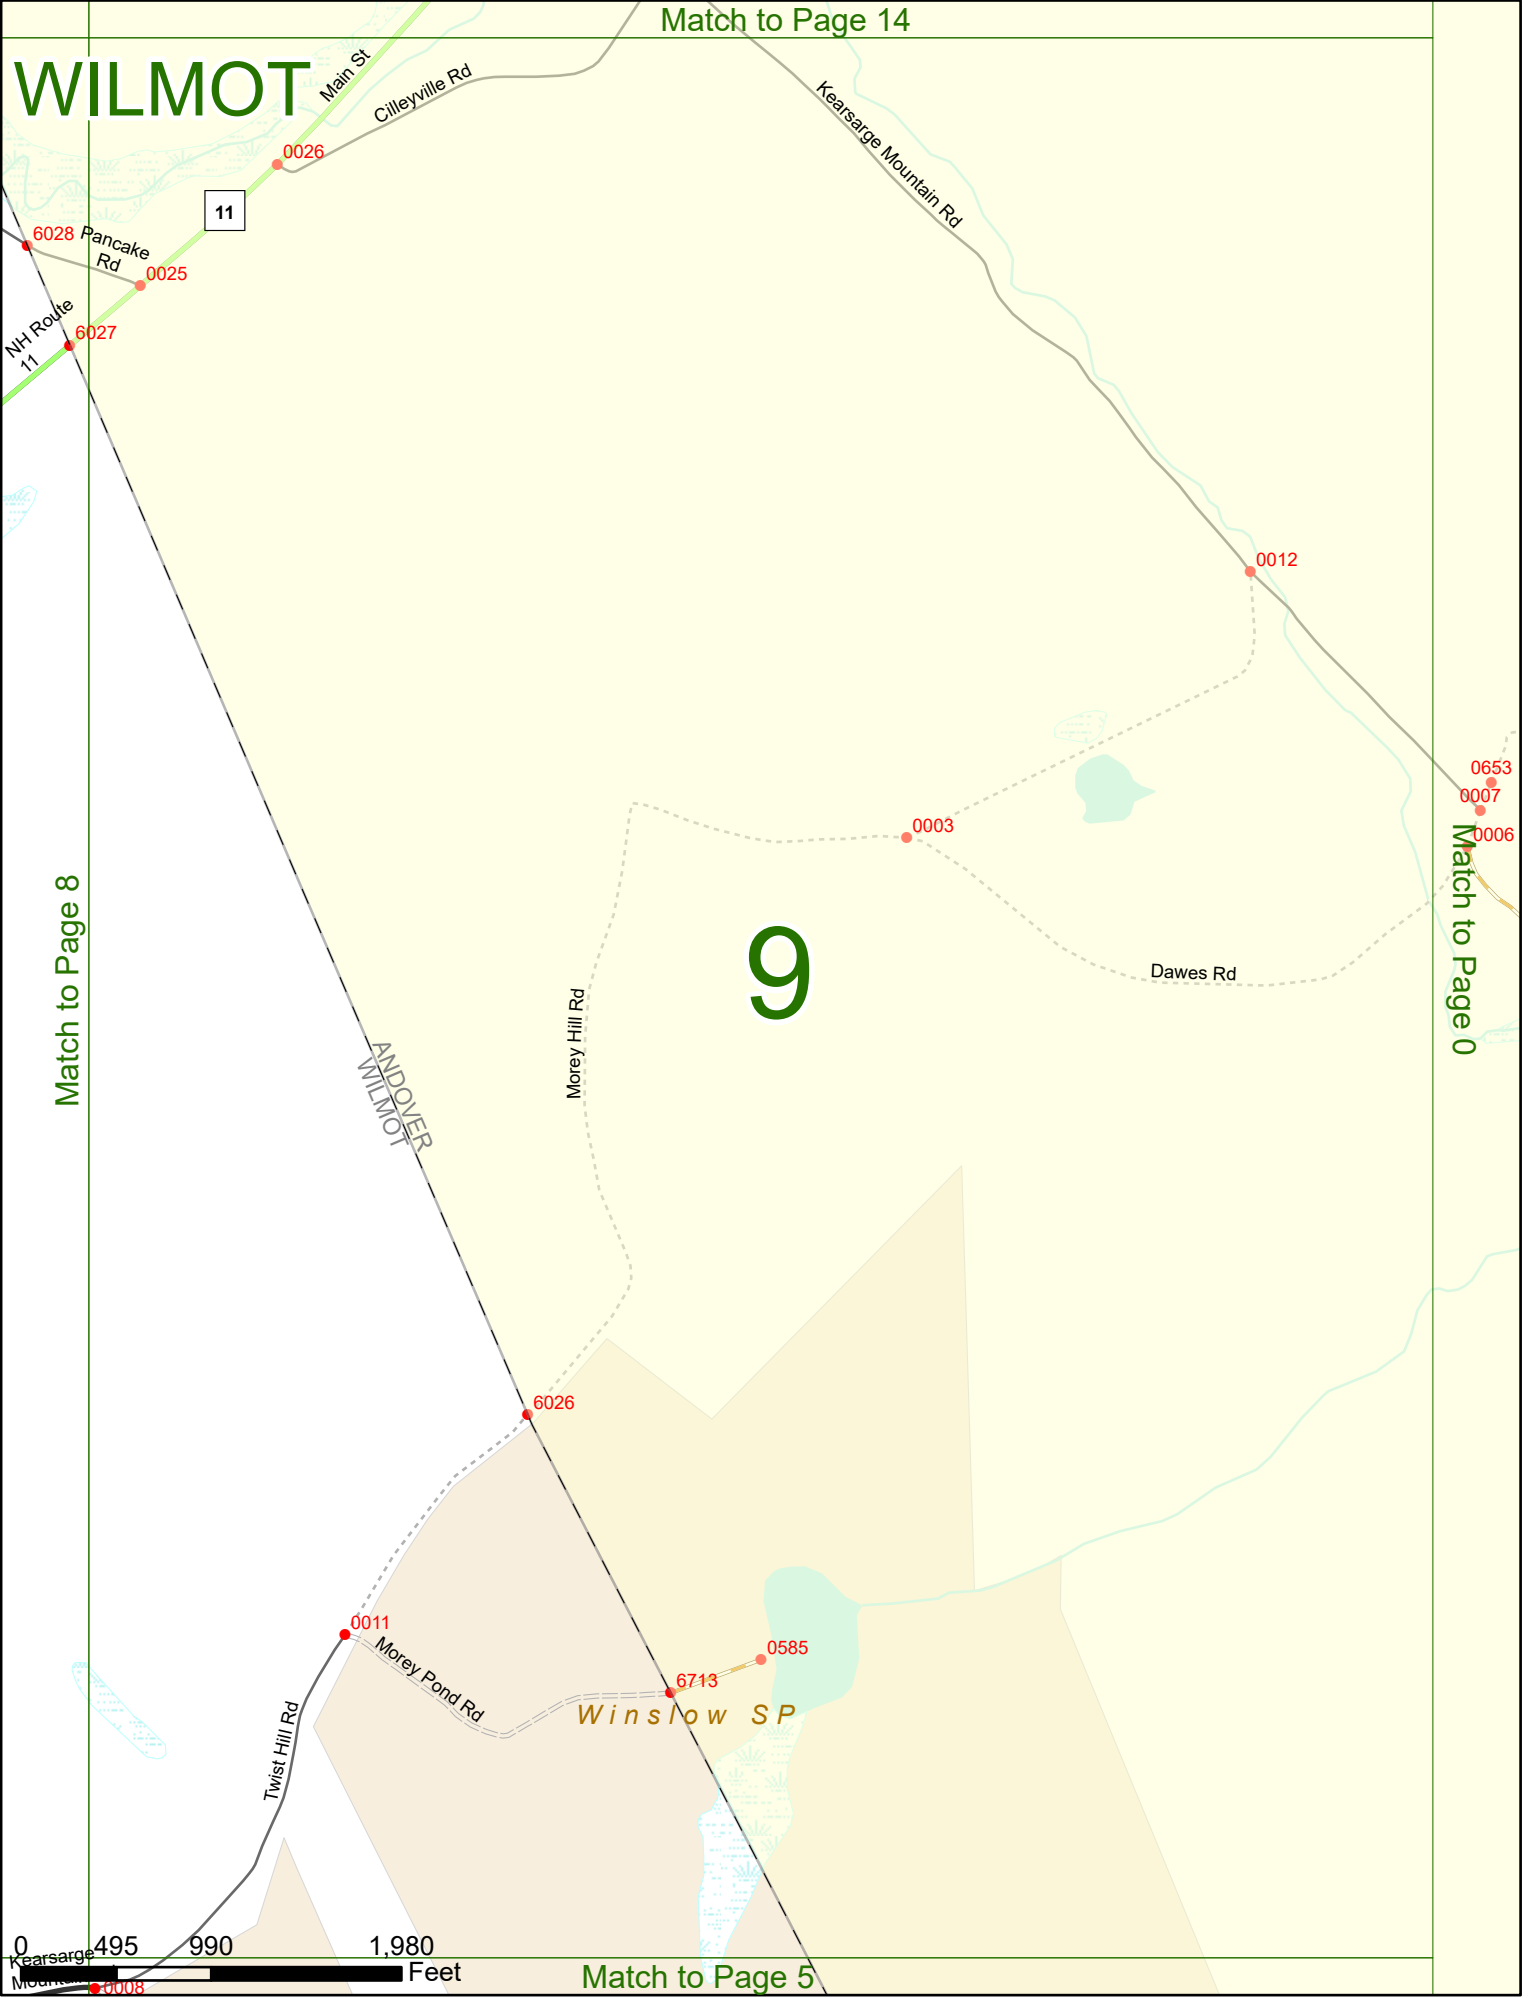 Match to Page 14
WILMOT
Main St
Cilleyville Rd
Kearsarge Mountain Rd
0026
11
6028
Pancake
Rd
0025
NH Route
11
6027
0012
0653
0007
0006
0003
Match to Page 8
9
Match to Page 0
Dawes Rd
Morey Hill Rd
ANDOVER
WILMOT
6026
0011
Morey Pond Rd
0585
6713
Winslow SP
Twist Hill Rd
0 495 990 1,980
Kearsarge
Feet
Match to Page 5
0008